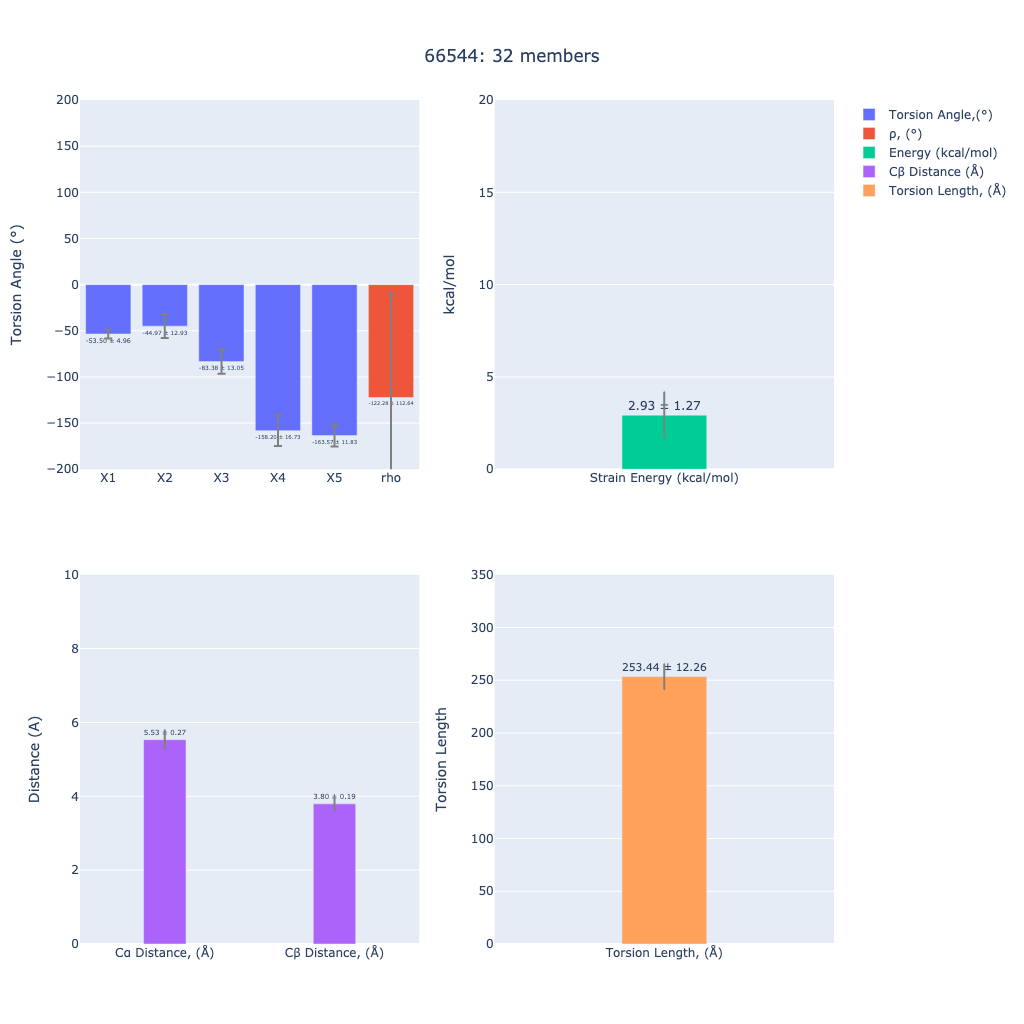 66544: 32 members
Torsion Angle (°)
200
150
100
50
0
−50
−100
−150
−200
-53.50 ± 4.96
-44.97 ± 12.93
-83.38 ± 13.05
-158.20 ± 16.73
-163.57 ± 11.83
-122.28 ± 112.64
X1 X2 X3 X4 X5 rho
kcal/mol
20
15
10
5
0
2.93 ± 1.27
Strain Energy (kcal/mol)
Torsion Angle,(°)
ρ, (°)
Energy (kcal/mol)
Cβ Distance (Å)
Torsion Length, (Å)
Distance (A)
10
8
6
4
2
0
5.53 ± 0.27
3.80 ± 0.19
Cα Distance, (Å) Cβ Distance, (Å)
Torsion Length
350
300
250
200
150
100
50
0
253.44 ± 12.26
Torsion Length, (Å)